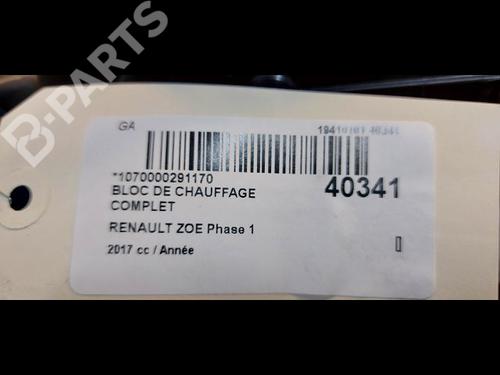 B-PARTS
GA
*1070000291170
BLOC DE CHAUFFAGE
COMPLET
40341
RENAULT ZOE Phase 1
2017 cc / Année